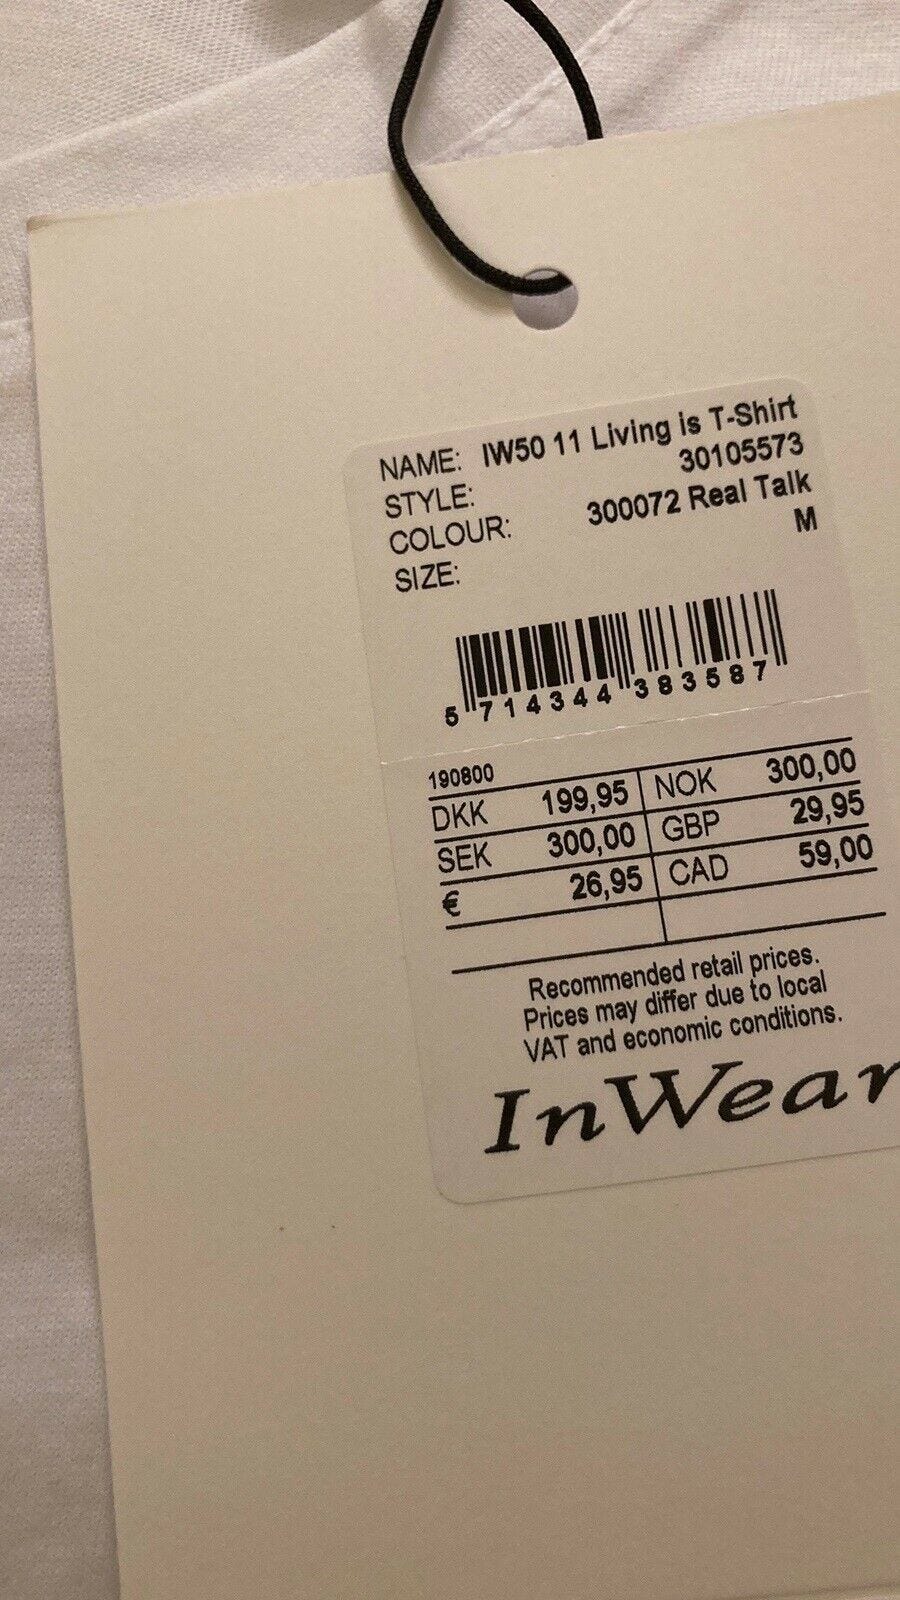 NAME: IW50 11 Living is T-Shirt
STYLE: 30105573
COLOUR: 300072 Real Talk
SIZE: M
5 714344 383587
190800
DKK 199,95 NOK 300,00
SEK 300,00 GBP 29,95
€ 26,95 CAD 59,00
Recommended retail prices.
Prices may differ due to local
VAT and economic conditions.
InWear